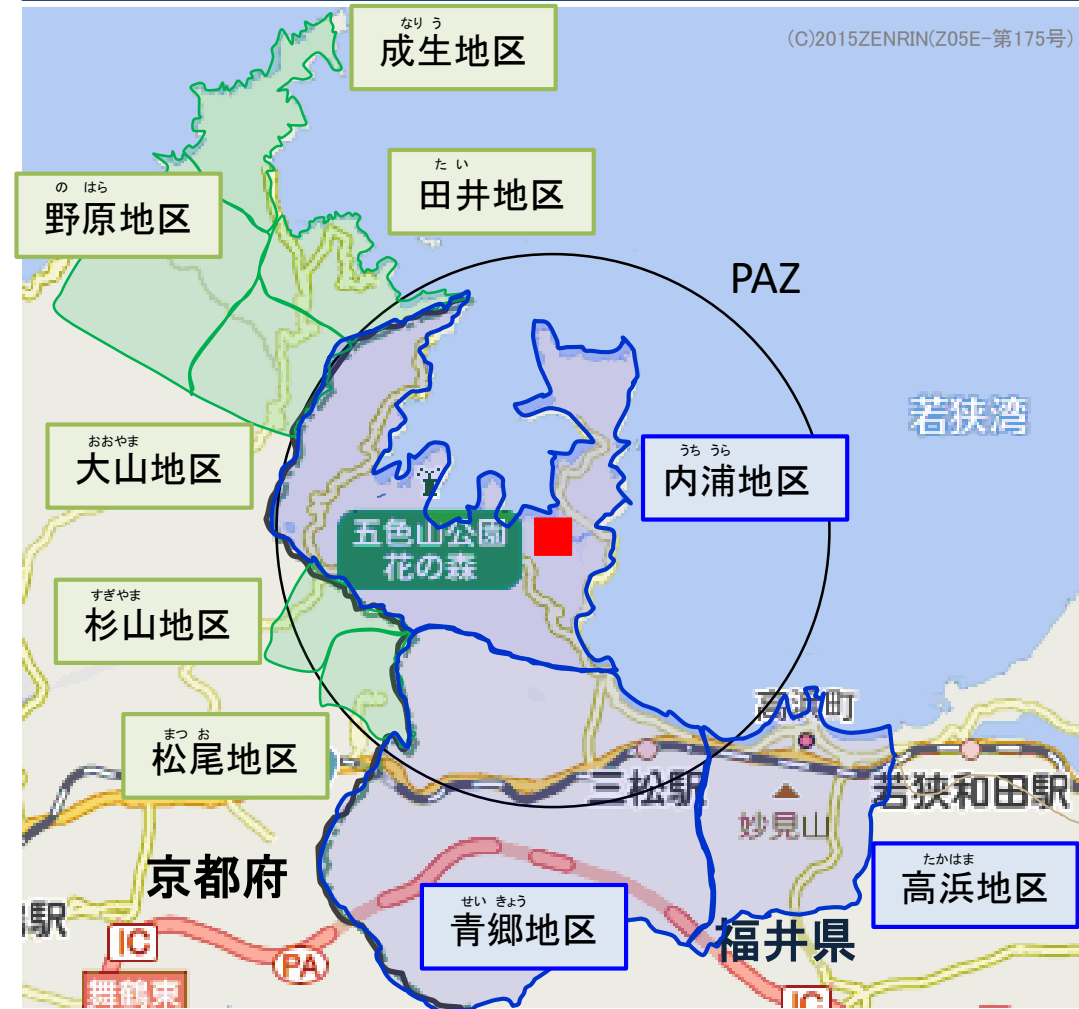 (C)2015ZENRIN(Z05E-第175号)
なり う
成生地区
た い
田井地区
の はら
野原地区
PAZ
若狭湾
おおやま
大山地区
うち うら
内浦地区
五色山公園
花の森
すぎやま
杉山地区
高浜町
まつ お
松尾地区
三松駅
若狭和田駅
妙見山
京都府
たかはま
高浜地区
せい きょう
青郷地区
福井県
駅
IC
PA
舞鶴東
IC